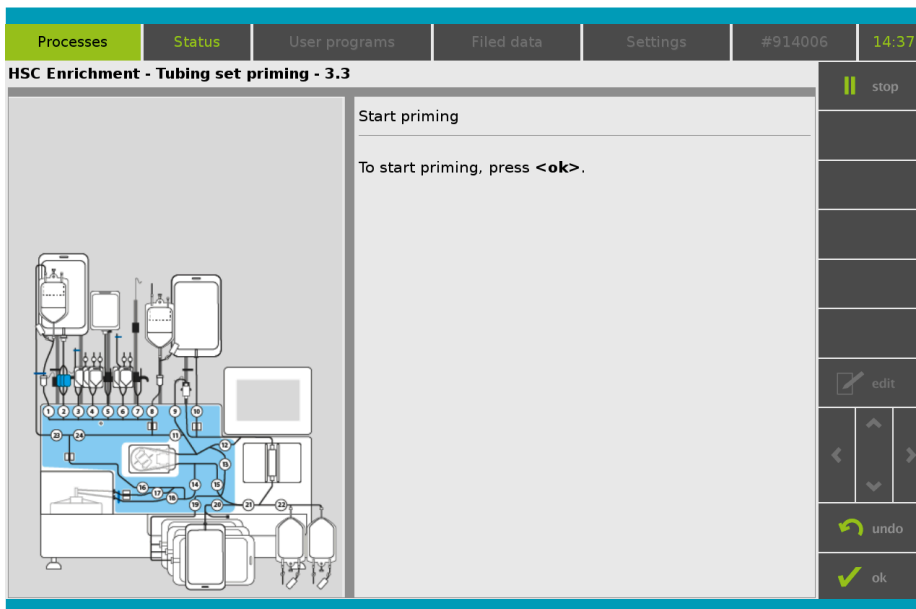 Processes Status User programs Filed data Settings #914006 14:37
HSC Enrichment - Tubing set priming - 3.3
stop
Start priming
To start priming, press <ok>.
edit
undo
ok
1 2 3 4 5 6 7 8 9 10
23 24 11
12
13
16 17 18 14 15
19 20 21 22